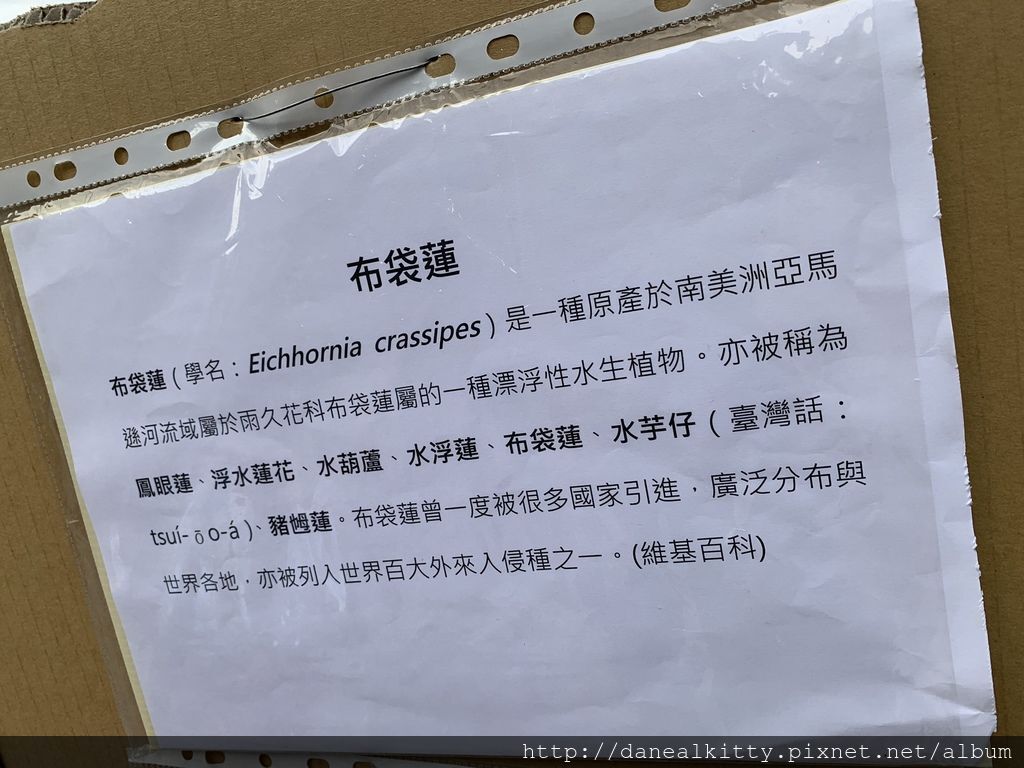 布袋蓮
布袋蓮 ( 學名：Eichhornia crassipes ) 是一種原產於南美洲亞馬
遜河流域屬於雨久花科布袋蓮屬的一種漂浮性水生植物。亦被稱為
鳳眼蓮、浮水蓮花、水葫蘆、水浮蓮、布袋蓮、水芋仔 ( 臺灣話：
tsuí-ōo-á )、豬乸蓮。布袋蓮曾一度被很多國家引進，廣泛分布與
世界各地，亦被列入世界百大外來入侵種之一。(維基百科)
http://danealkitty.pixnet.net/album